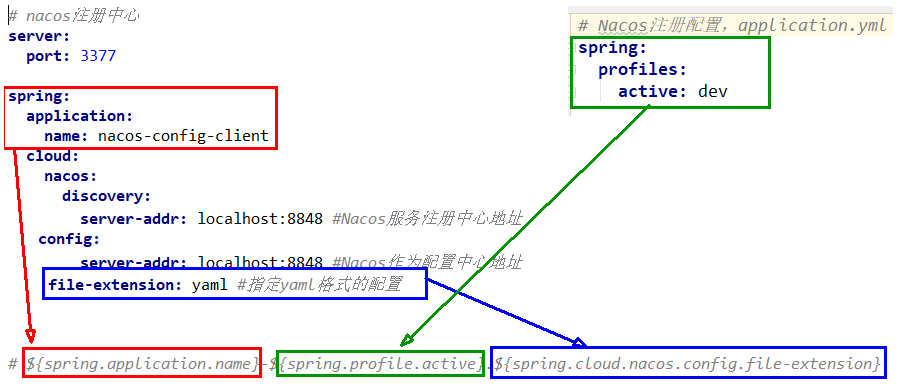 # nacos注册中心
server:
  port: 3377
spring:
  application:
    name: nacos-config-client
  cloud:
    nacos:
      discovery:
        server-addr: localhost:8848 #Nacos服务注册中心地址
    config:
        server-addr: localhost:8848 #Nacos作为配置中心地址
    file-extension: yaml #指定yaml格式的配置
# Nacos注册配置，application.yml
spring:
  profiles:
    active: dev
# ${spring.application.name}-${spring.profile.active}.${spring.cloud.nacos.config.file-extension}